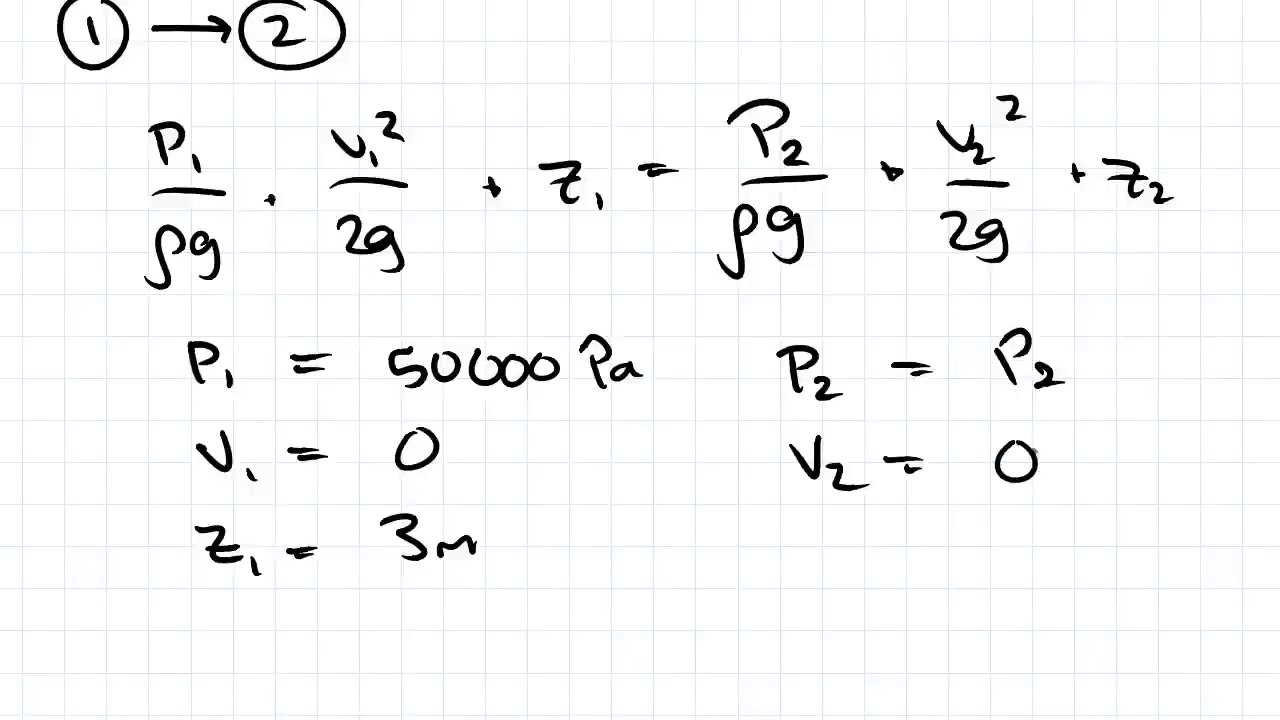 ① → ②
P₁/ρg + v₁²/2g + z₁ = P₂/ρg + v₂²/2g + z₂
P₁ = 50000 Pa P₂ = P₂
v₁ = 0 v₂ = 0
z₁ = 3m